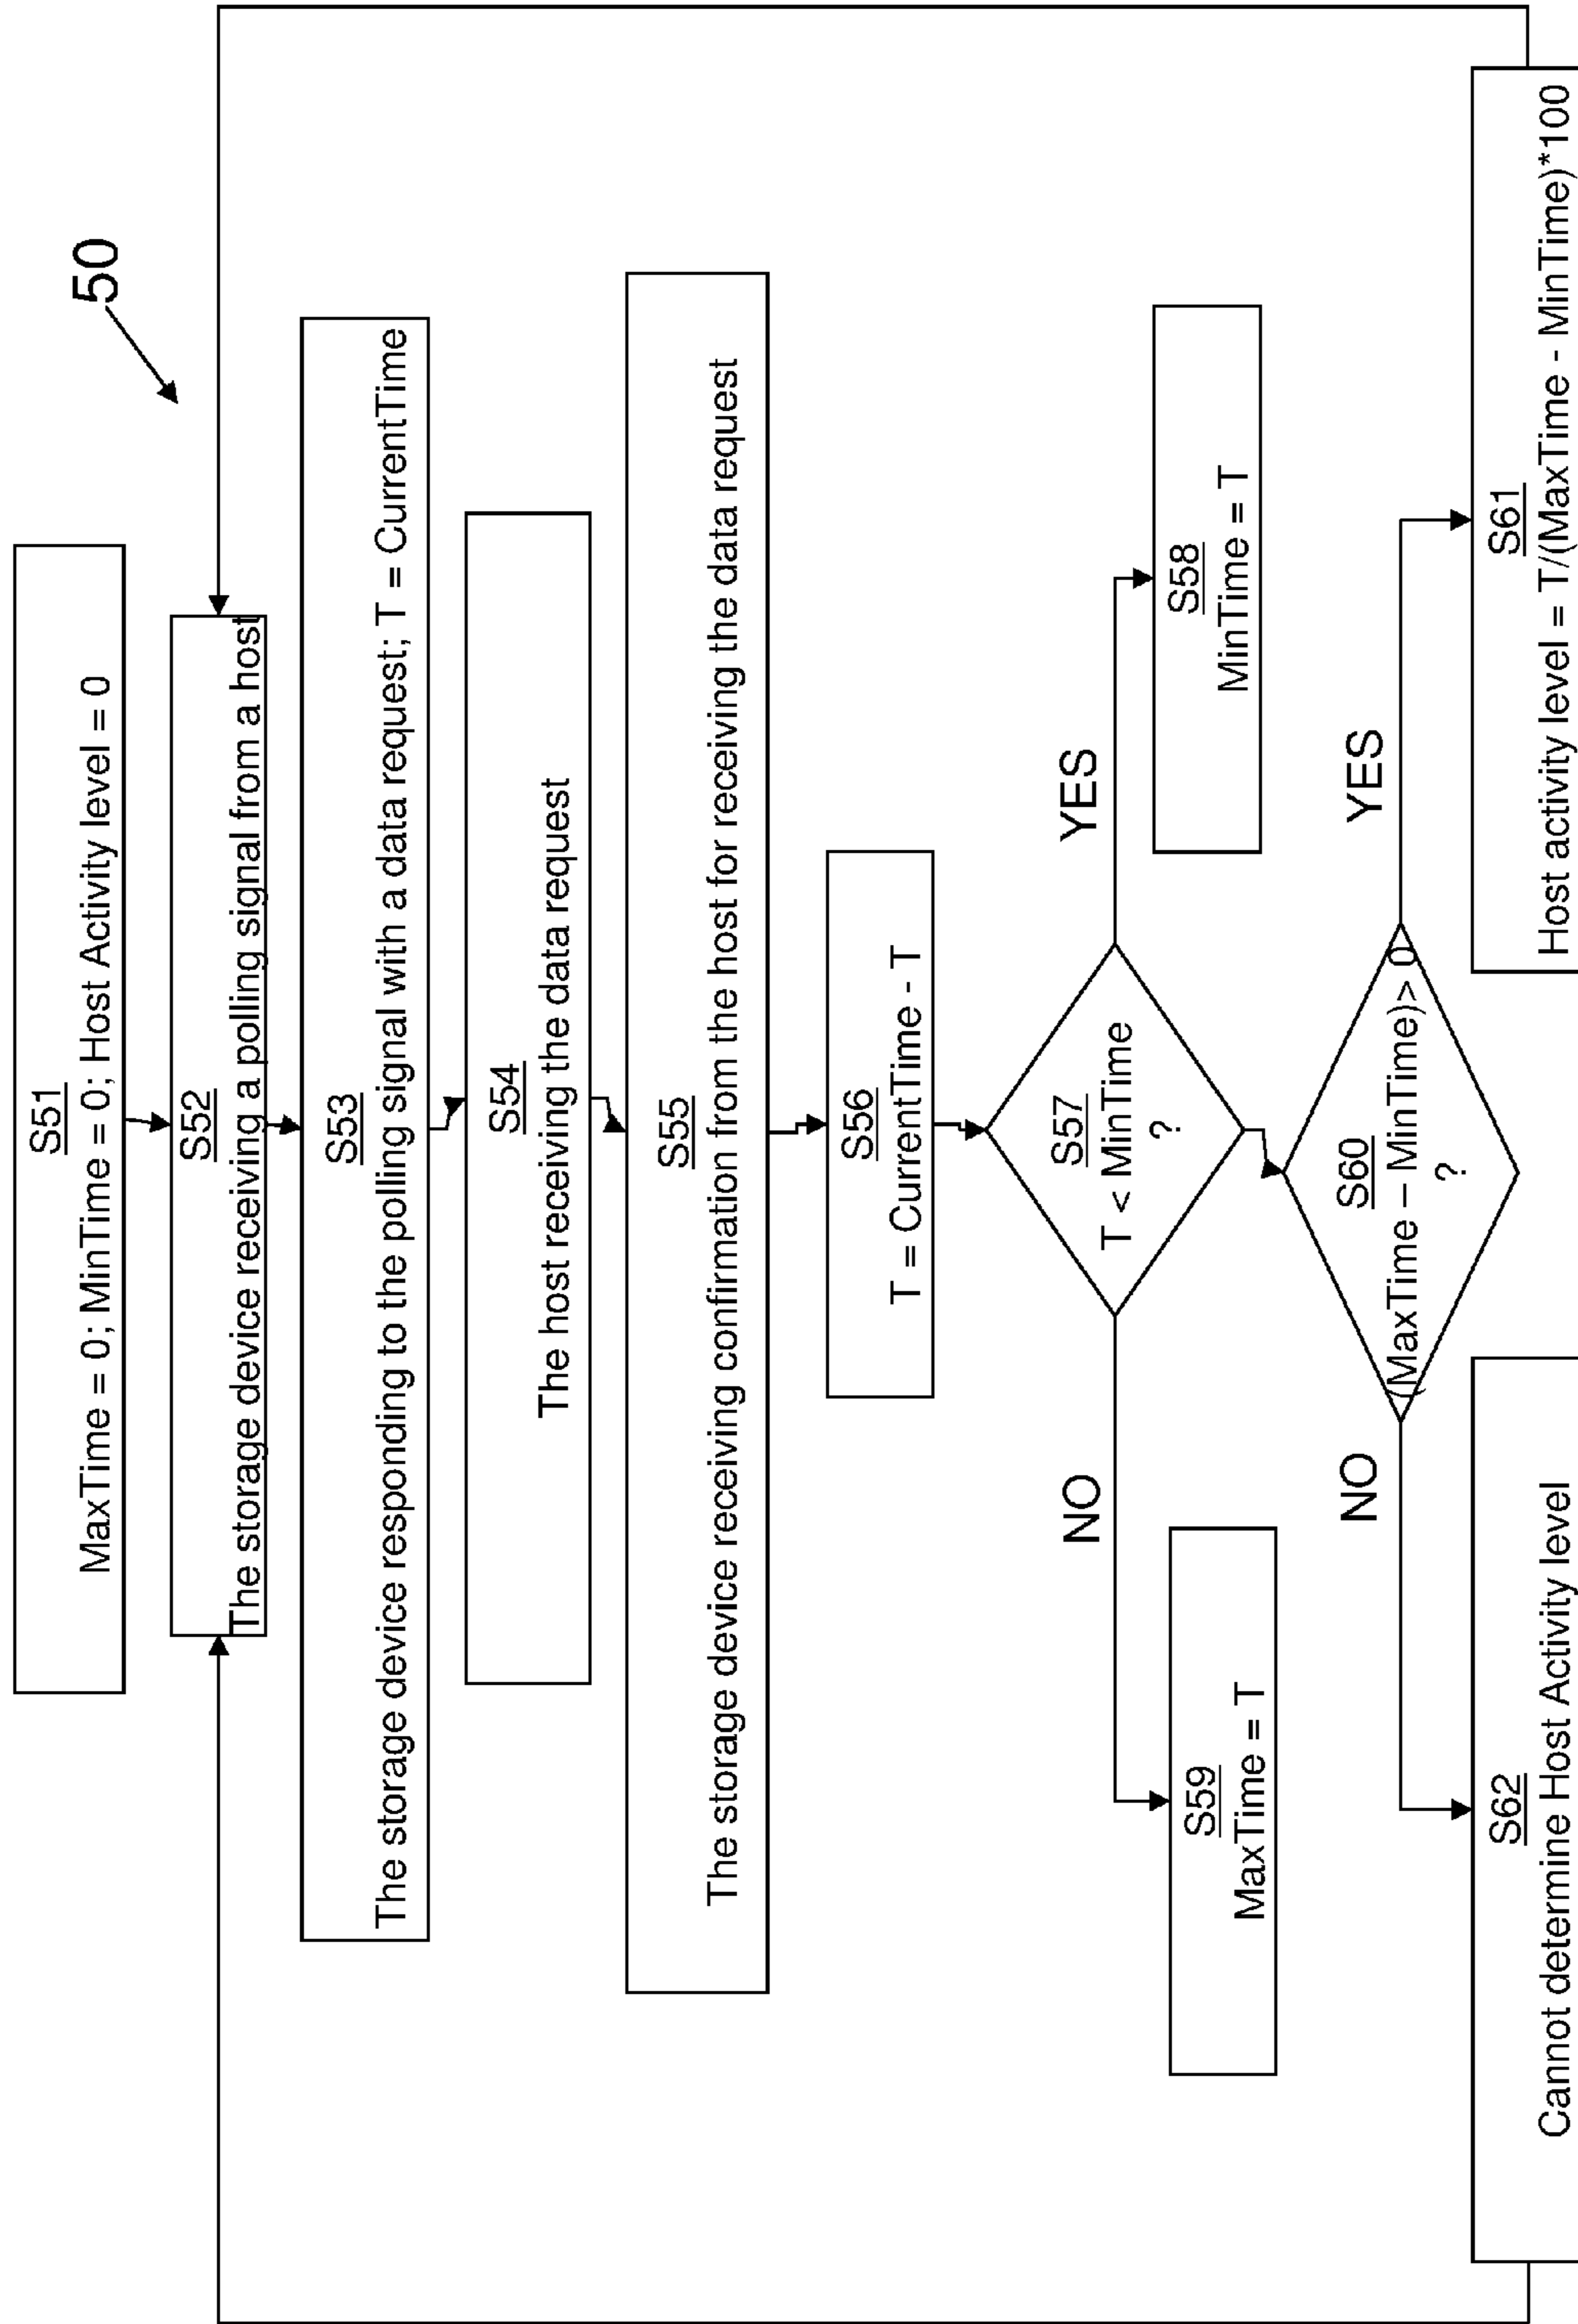 50
S51
MaxTime = 0; MinTime = 0; Host Activity level = 0
S52
The storage device receiving a polling signal from a host
S53
The storage device responding to the polling signal with a data request; T = CurrentTime
S54
The host receiving the data request
S55
The storage device receiving confirmation from the host for receiving the data request
S56
T = CurrentTime - T
S57
T < MinTime
?
NO
YES
S59
MaxTime = T
S58
MinTime = T
S60
(MaxTime – MinTime)> 0
?
NO
YES
S62
Cannot determine Host Activity level
S61
Host activity level = T/(MaxTime - MinTime)*100